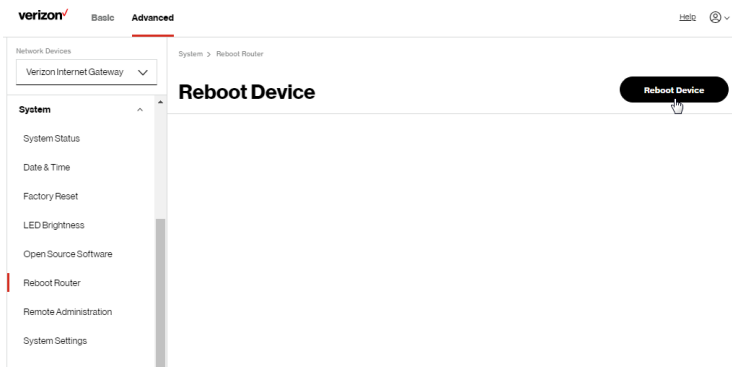 verizon
Basic
Advanced
Help
Network Devices
Verizon Internet Gateway
System > Reboot Router
Reboot Device
Reboot Device
System
System Status
Date & Time
Factory Reset
LED Brightness
Open Source Software
Reboot Router
Remote Administration
System Settings